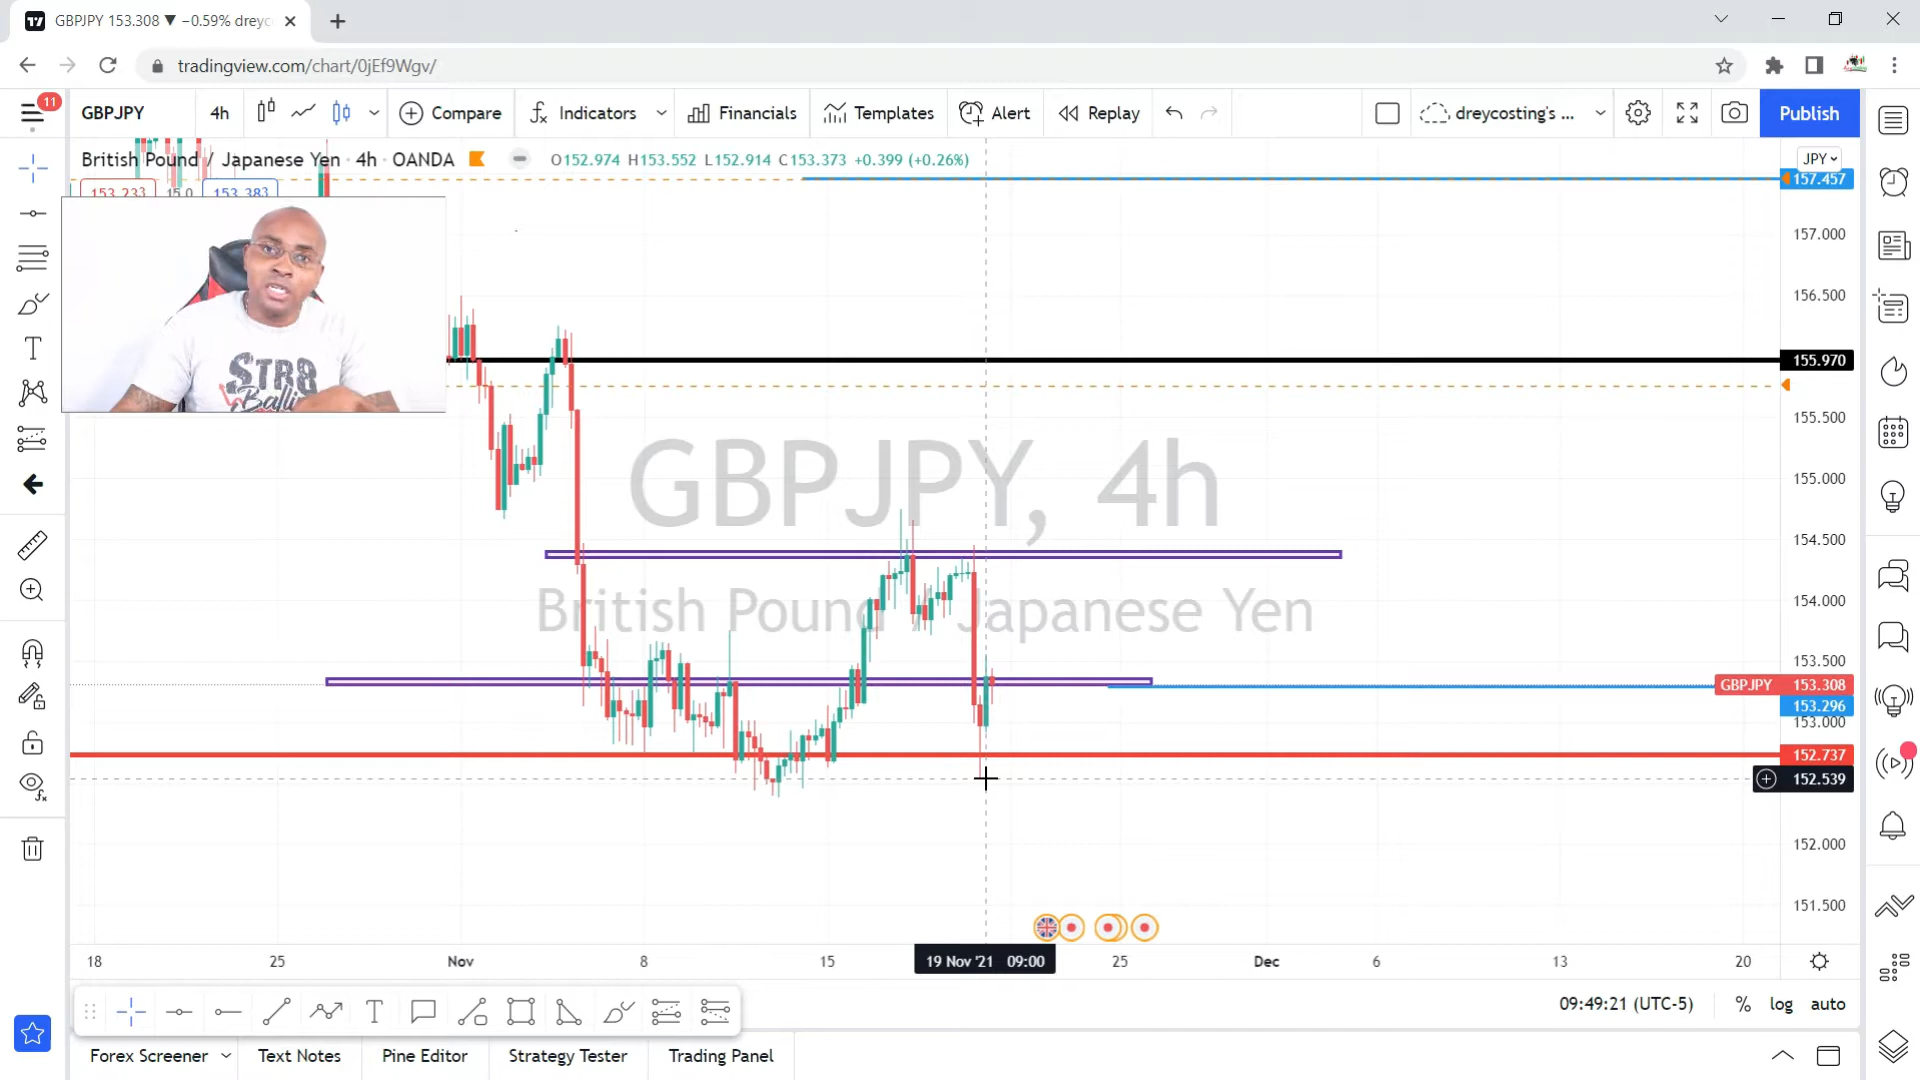 GBPJPY 153.308 ▼ −0.59% dreyc
tradingview.com/chart/0jEf9Wgv/
11
GBPJPY 4h Compare Indicators Financials Templates Alert Replay dreycosting's ... Publish
British Pound / Japanese Yen · 4h · OANDA O152.974 H153.552 L152.914 C153.373 +0.399 (+0.26%)
JPY
153.233 15.0 153.383
157.457
157.000
156.500
155.970
155.500
155.000
154.500
154.000
153.500
GBPJPY 153.308
153.296
153.000
152.737
152.539
152.000
151.500
STR8
Ballin
GBPJPY, 4h
British Pound / Japanese Yen
18 25 Nov 8 15 19 Nov '21 09:00 25 Dec 6 13 20
09:49:21 (UTC-5) % log auto
Forex Screener Text Notes Pine Editor Strategy Tester Trading Panel